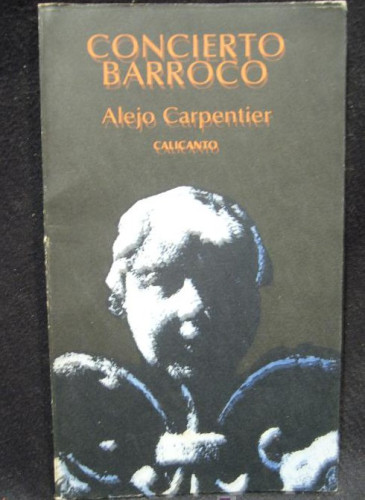 CONCIERTO
BARROCO
Alejo Carpentier
CALICANTO